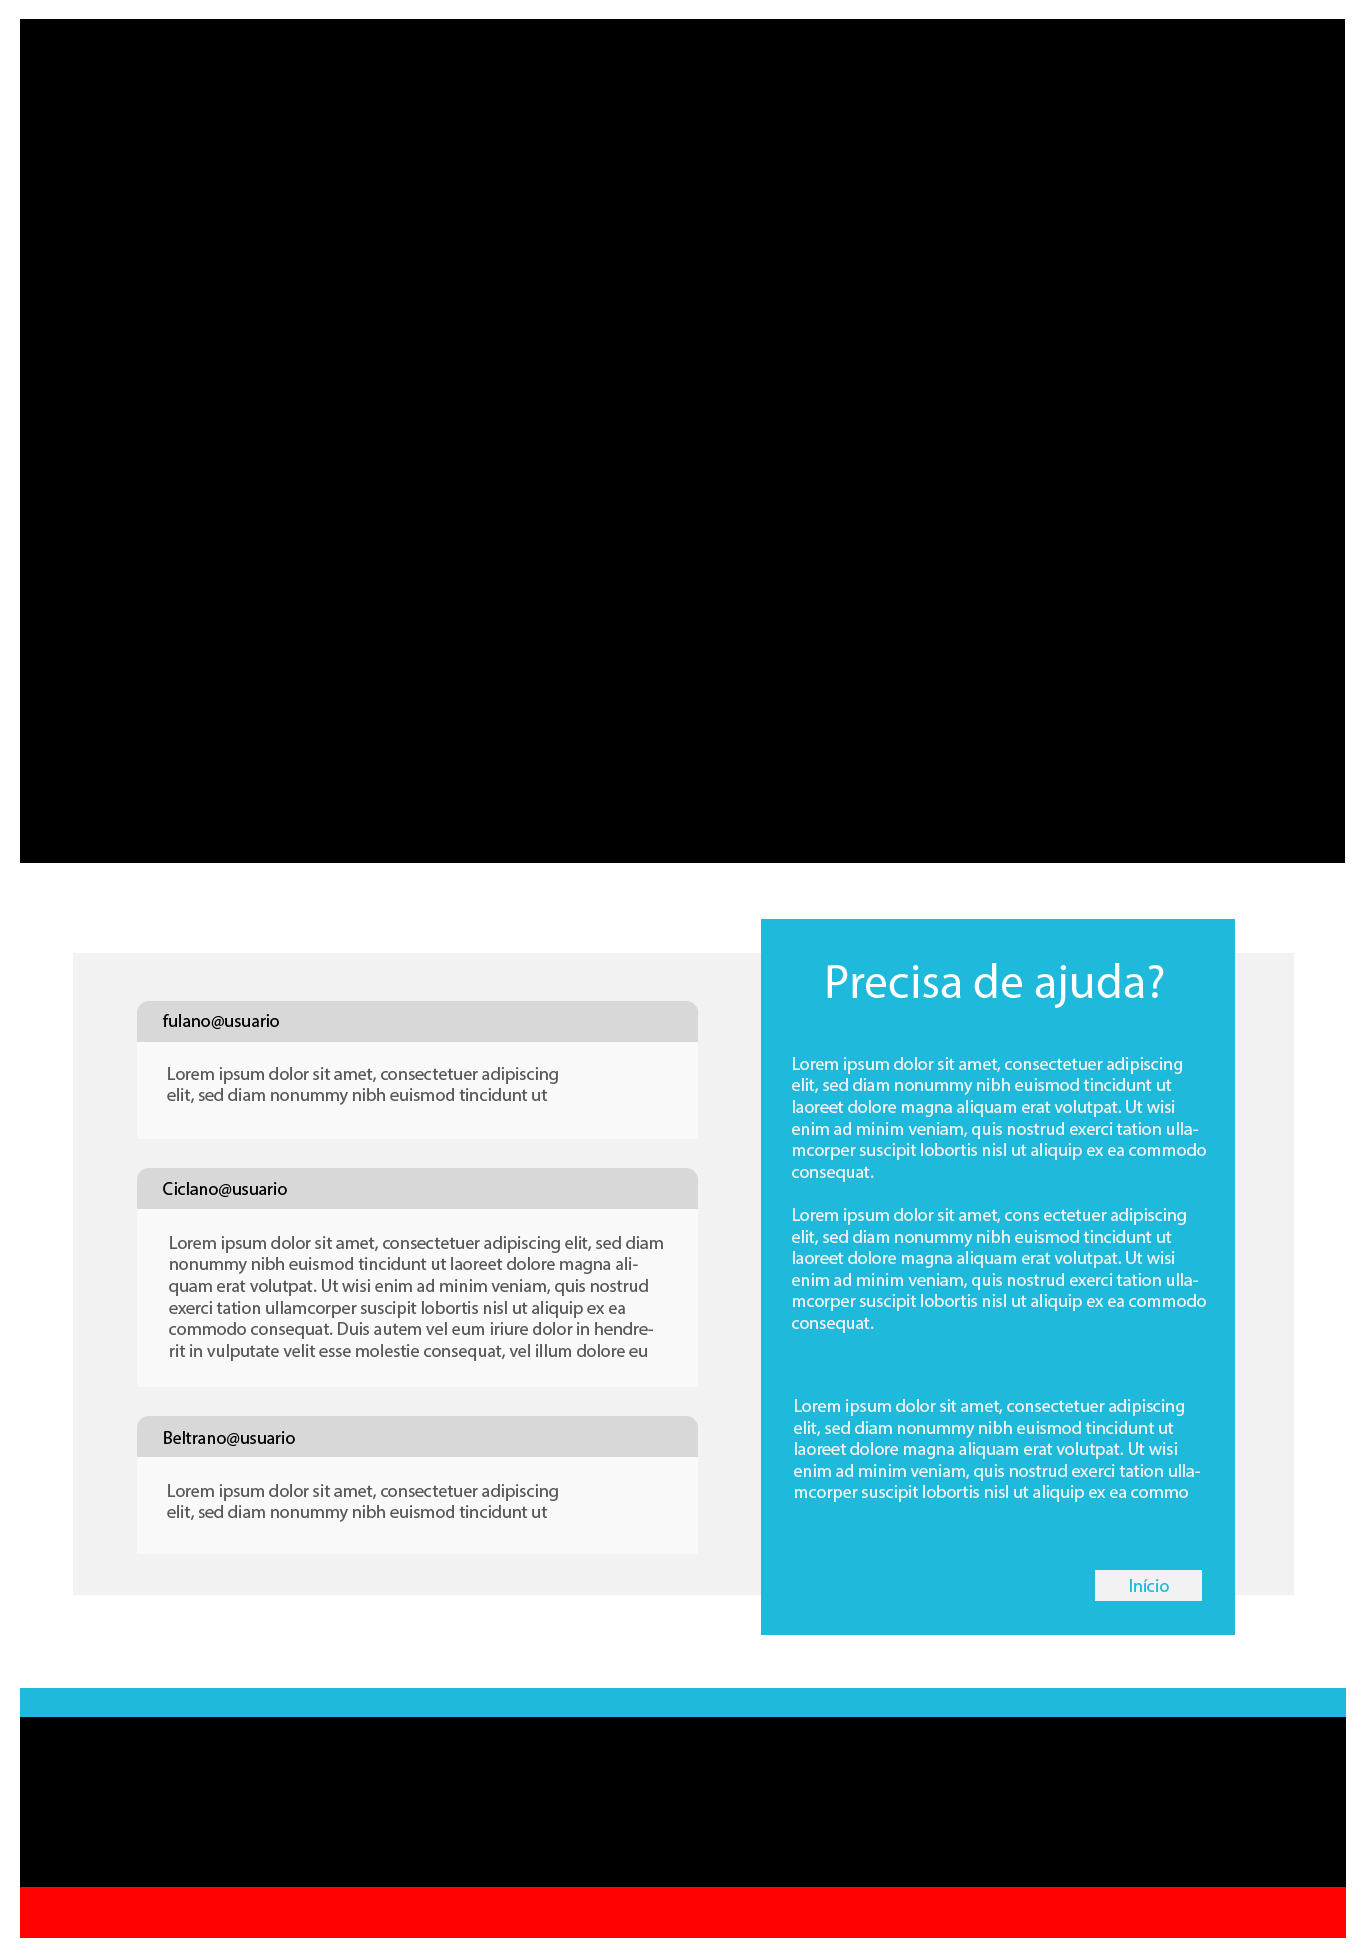 fulano@usuario
Lorem ipsum dolor sit amet, consectetuer adipiscing
elit, sed diam nonummy nibh euismod tincidunt ut
Ciclano@usuario
Lorem ipsum dolor sit amet, consectetuer adipiscing elit, sed diam
nonummy nibh euismod tincidunt ut laoreet dolore magna ali-
quam erat volutpat. Ut wisi enim ad minim veniam, quis nostrud
exerci tation ullamcorper suscipit lobortis nisl ut aliquip ex ea
commodo consequat. Duis autem vel eum iriure dolor in hendre-
rit in vulputate velit esse molestie consequat, vel illum dolore eu
Beltrano@usuario
Lorem ipsum dolor sit amet, consectetuer adipiscing
elit, sed diam nonummy nibh euismod tincidunt ut
Precisa de ajuda?
Lorem ipsum dolor sit amet, consectetuer adipiscing
elit, sed diam nonummy nibh euismod tincidunt ut
laoreet dolore magna aliquam erat volutpat. Ut wisi
enim ad minim veniam, quis nostrud exerci tation ulla-
mcorper suscipit lobortis nisl ut aliquip ex ea commodo
consequat.
Lorem ipsum dolor sit amet, cons ectetuer adipiscing
elit, sed diam nonummy nibh euismod tincidunt ut
laoreet dolore magna aliquam erat volutpat. Ut wisi
enim ad minim veniam, quis nostrud exerci tation ulla-
mcorper suscipit lobortis nisl ut aliquip ex ea commodo
consequat.
Lorem ipsum dolor sit amet, consectetuer adipiscing
elit, sed diam nonummy nibh euismod tincidunt ut
laoreet dolore magna aliquam erat volutpat. Ut wisi
enim ad minim veniam, quis nostrud exerci tation ulla-
mcorper suscipit lobortis nisl ut aliquip ex ea commo
Início